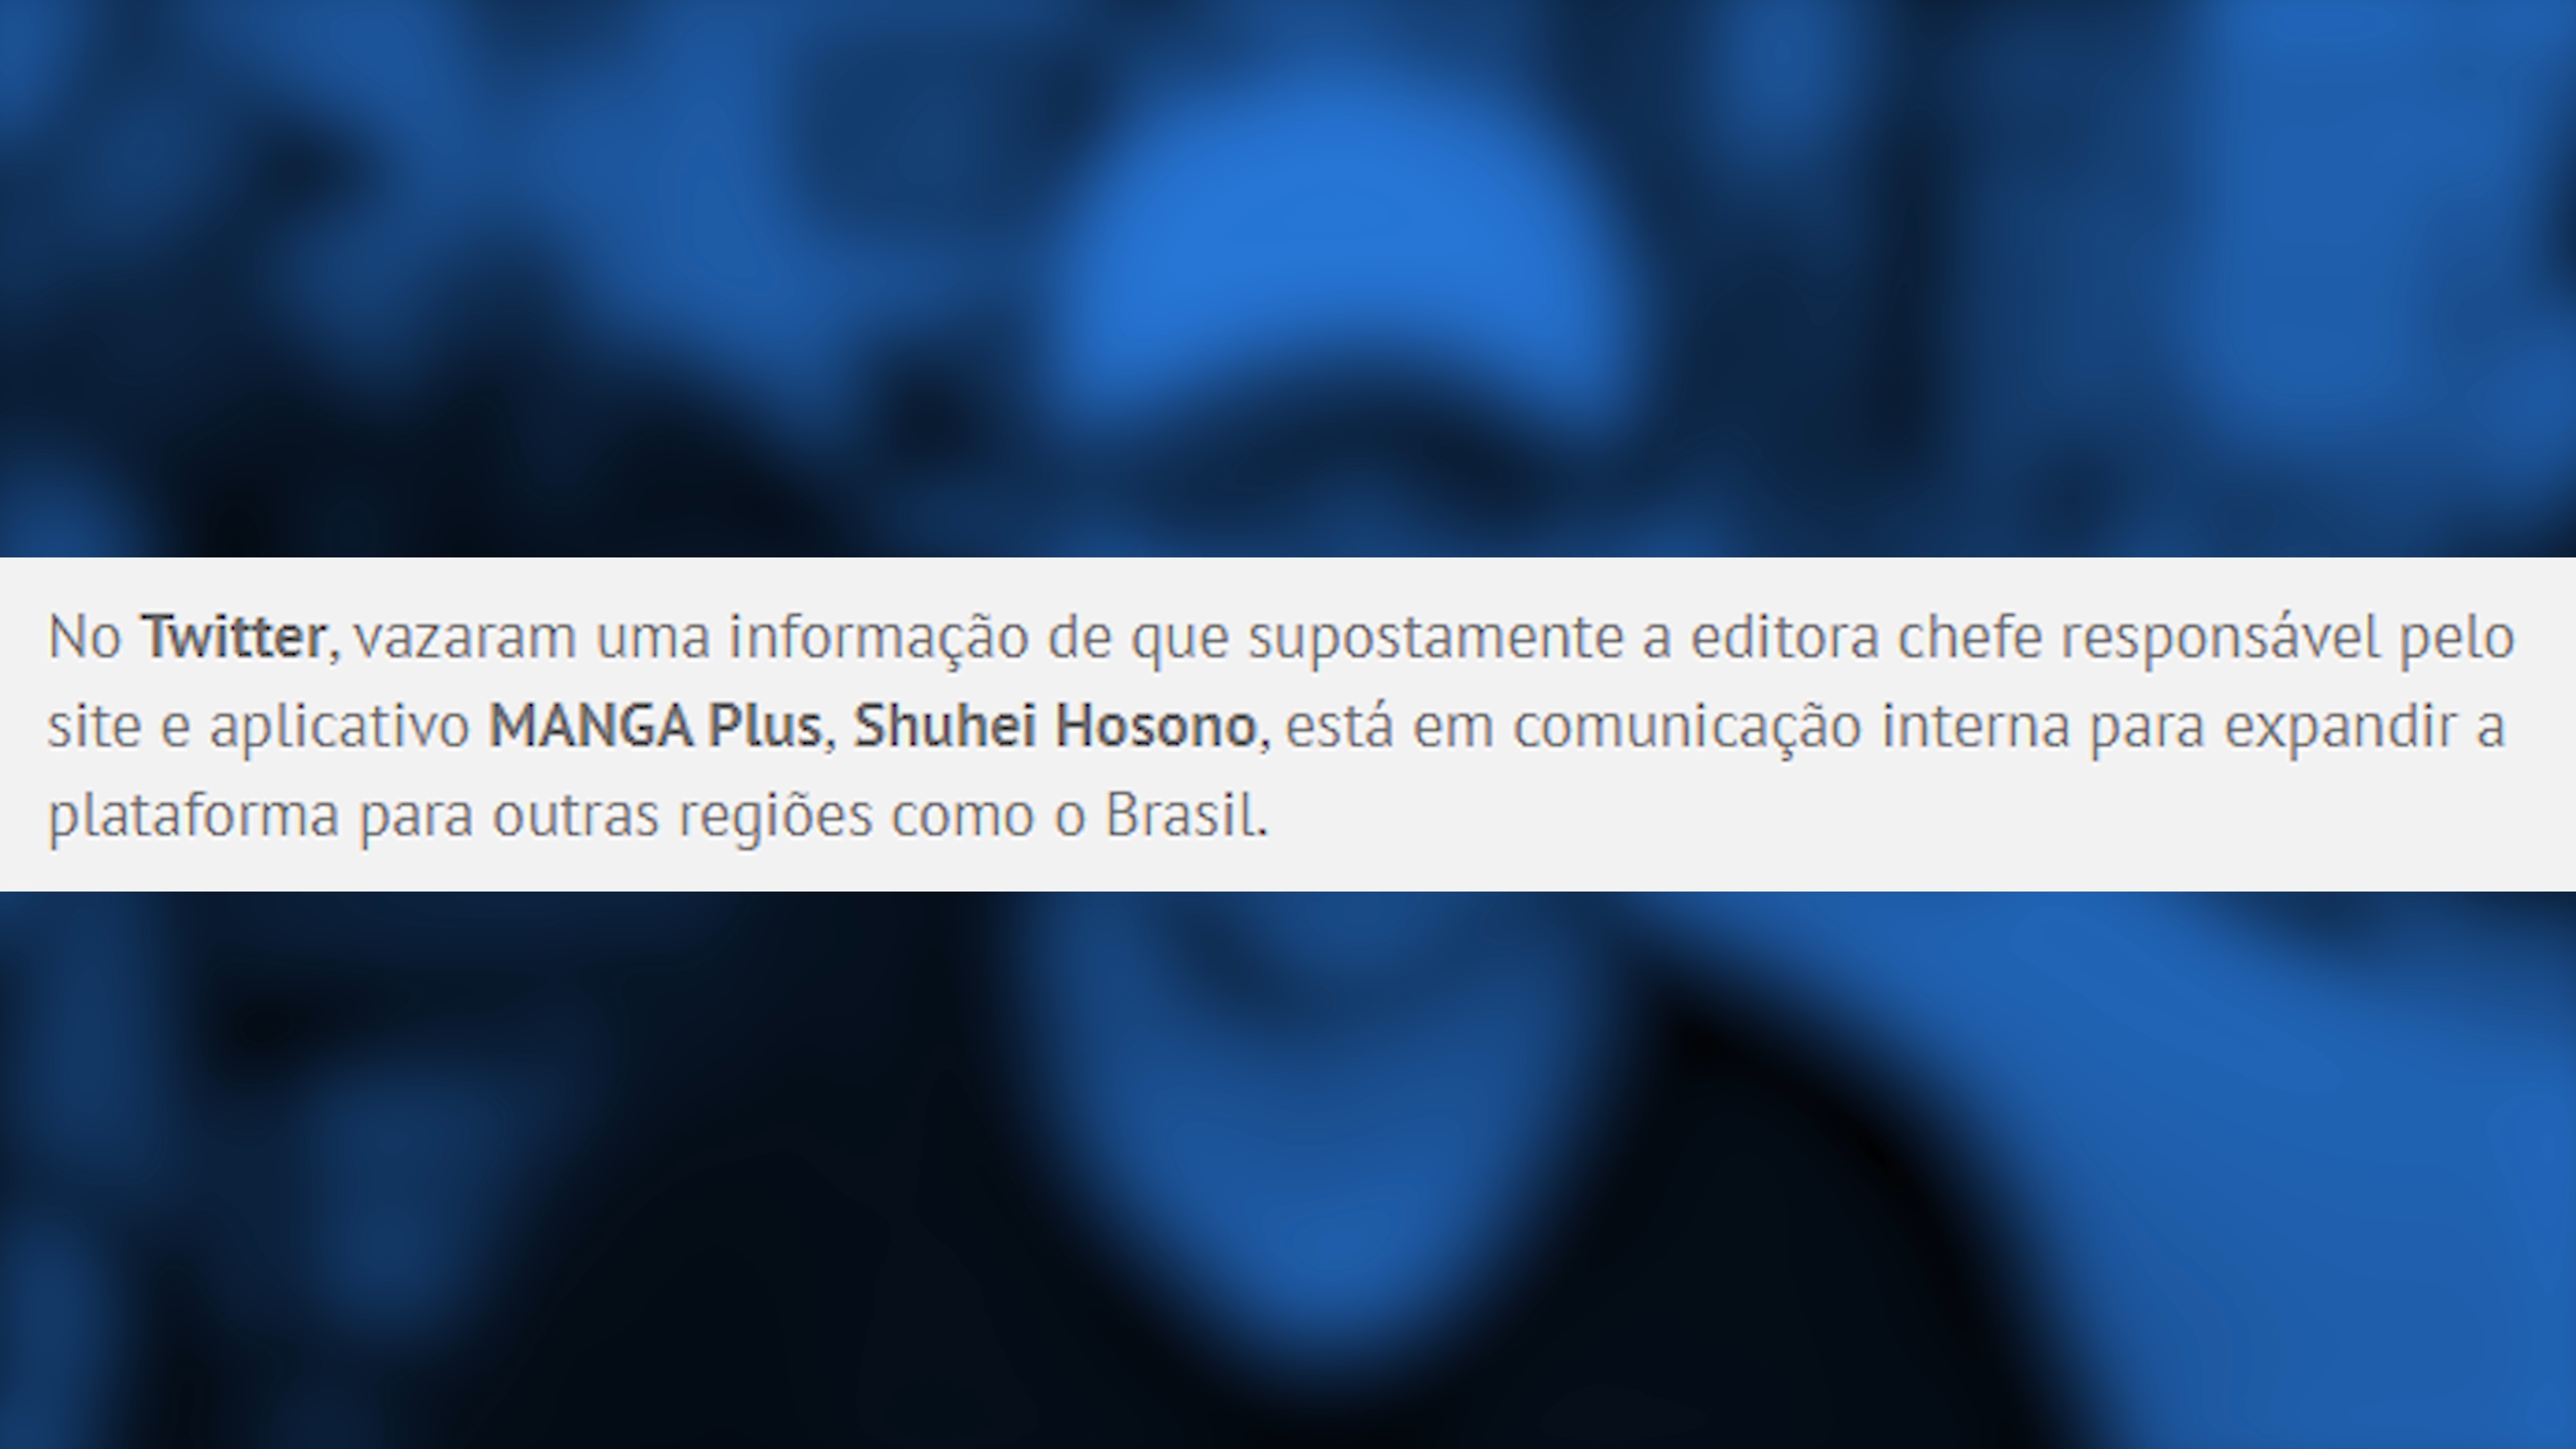 No Twitter, vazaram uma informação de que supostamente a editora chefe responsável pelo
site e aplicativo MANGA Plus, Shuhei Hosono, está em comunicação interna para expandir a
plataforma para outras regiões como o Brasil.